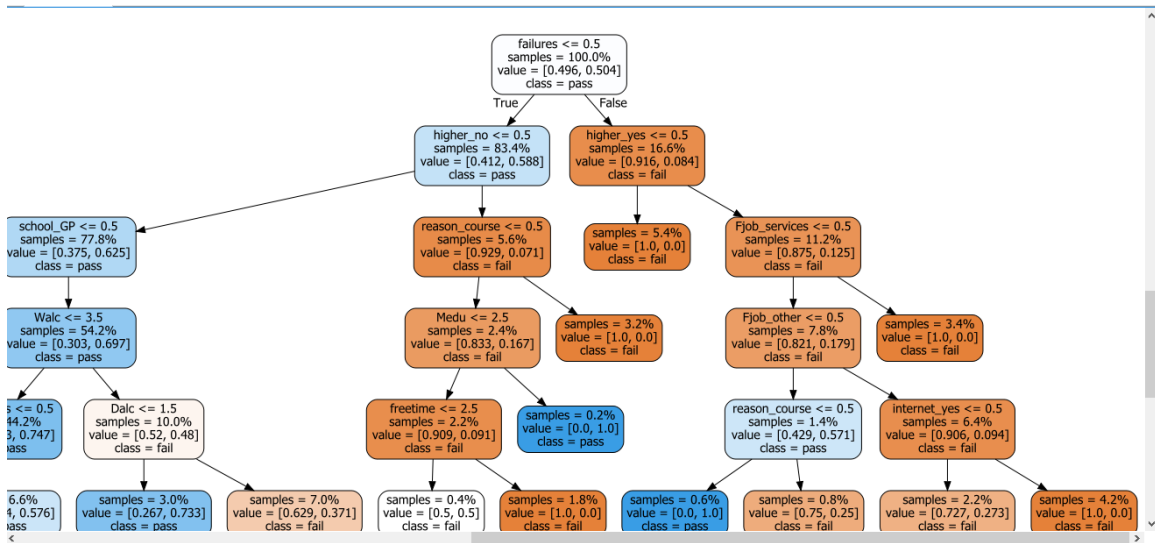 failures <= 0.5
samples = 100.0%
value = [0.496, 0.504]
class = pass
True
False
higher_no <= 0.5
samples = 83.4%
value = [0.412, 0.588]
class = pass
higher_yes <= 0.5
samples = 16.6%
value = [0.916, 0.084]
class = fail
school_GP <= 0.5
samples = 77.8%
value = [0.375, 0.625]
class = pass
reason_course <= 0.5
samples = 5.6%
value = [0.929, 0.071]
class = fail
samples = 5.4%
value = [1.0, 0.0]
class = fail
Fjob_services <= 0.5
samples = 11.2%
value = [0.875, 0.125]
class = fail
Walc <= 3.5
samples = 54.2%
value = [0.303, 0.697]
class = pass
Medu <= 2.5
samples = 2.4%
value = [0.833, 0.167]
class = fail
samples = 3.2%
value = [1.0, 0.0]
class = fail
Fjob_other <= 0.5
samples = 7.8%
value = [0.821, 0.179]
class = fail
samples = 3.4%
value = [1.0, 0.0]
class = fail
s <= 0.5
44.2%
3, 0.747]
pass
Dalc <= 1.5
samples = 10.0%
value = [0.52, 0.48]
class = fail
freetime <= 2.5
samples = 2.2%
value = [0.909, 0.091]
class = fail
samples = 0.2%
value = [0.0, 1.0]
class = pass
reason_course <= 0.5
samples = 1.4%
value = [0.429, 0.571]
class = pass
internet_yes <= 0.5
samples = 6.4%
value = [0.906, 0.094]
class = fail
6.6%
4, 0.576]
pass
samples = 3.0%
value = [0.267, 0.733]
class = pass
samples = 7.0%
value = [0.629, 0.371]
class = fail
samples = 0.4%
value = [0.5, 0.5]
class = fail
samples = 1.8%
value = [1.0, 0.0]
class = fail
samples = 0.6%
value = [0.0, 1.0]
class = pass
samples = 0.8%
value = [0.75, 0.25]
class = fail
samples = 2.2%
value = [0.727, 0.273]
class = fail
samples = 4.2%
value = [1.0, 0.0]
class = fail